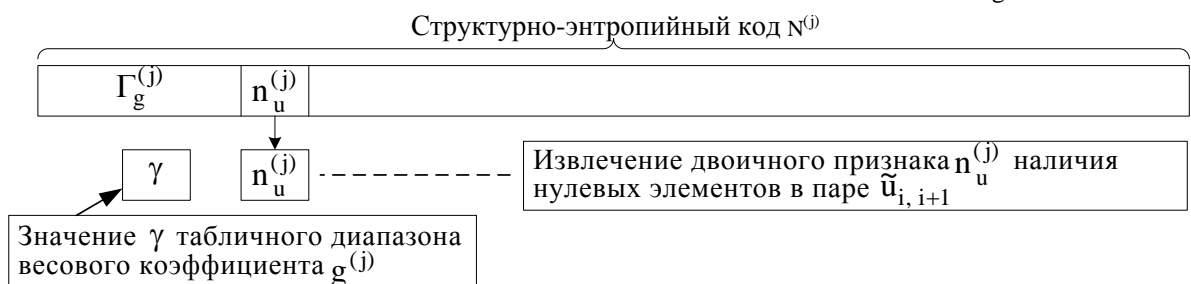 g
Структурно-энтропийный код N^(j)
Γ_g^(j) n_u^(j)
γ n_u^(j)
Извлечение двоичного признака n_u^(j) наличия
нулевых элементов в паре ũ_i, i+1
Значение γ табличного диапазона
весового коэффициента g^(j)